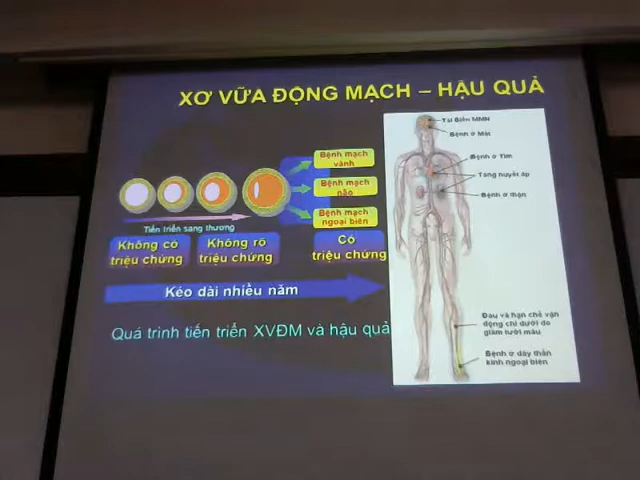 XƠ VỮA ĐỘNG MẠCH – HẬU QUẢ
Bệnh mạch
vành
Bệnh mạch
não
Bệnh mạch
ngoại biên
Tiến triển sang thương
Không có
triệu chứng
Không rõ
triệu chứng
Có
triệu chứng
Kéo dài nhiều năm
Quá trình tiến triển XVĐM và hậu quả
Tai Biến MMN
Bệnh ở Mắt
Bệnh ở Tim
Tăng huyết áp
Bệnh ở thận
Đau và hạn chế vận
động chi dưới do
giảm tưới máu
Bệnh ở dây thần
kinh ngoại biên